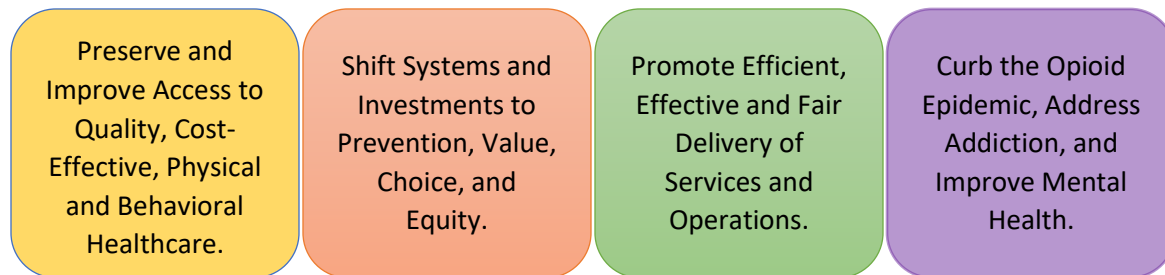 Preserve and
Improve Access to
Quality, Cost-
Effective, Physical
and Behavioral
Healthcare.
Shift Systems and
Investments to
Prevention, Value,
Choice, and
Equity.
Promote Efficient,
Effective and Fair
Delivery of
Services and
Operations.
Curb the Opioid
Epidemic, Address
Addiction, and
Improve Mental
Health.